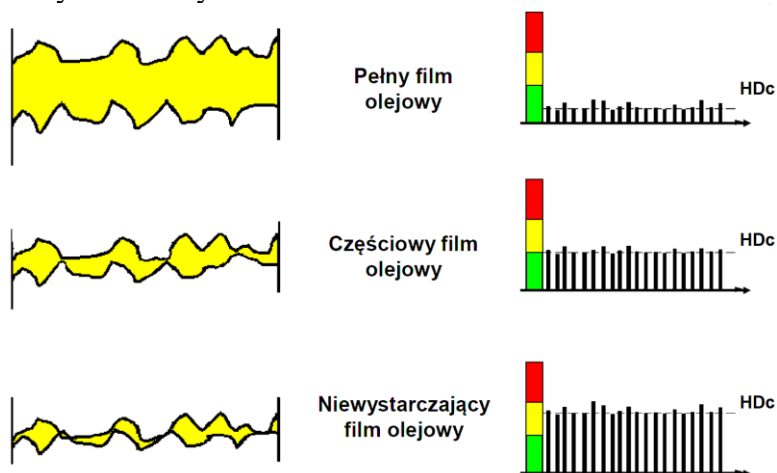 Pełny film
olejowy
HDc
Częściowy film
olejowy
HDc
Niewystarczający
film olejowy
HDc